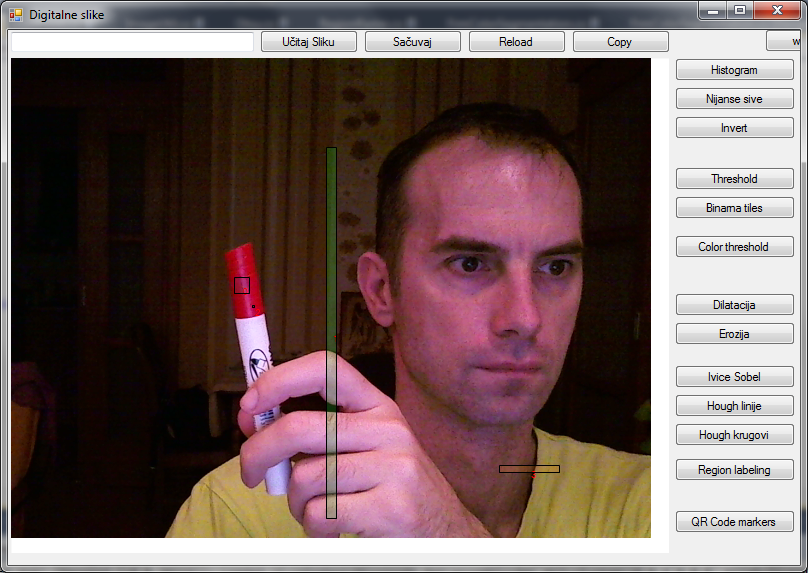 Digitalne slike
Učitaj Sliku
Sačuvaj
Reload
Copy
w
Histogram
Nijanse sive
Invert
Threshold
Binarna tiles
Color threshold
Dilatacija
Erozija
Ivice Sobel
Hough linije
Hough krugovi
Region labeling
QR Code markers